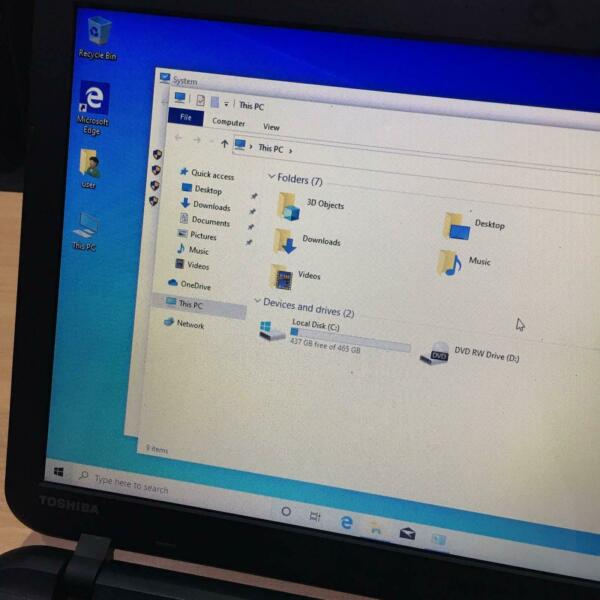 Recycle Bin
Microsoft Edge
user
This PC
System
This PC
File
Computer
View
This PC
Quick access
Desktop
Downloads
Documents
Pictures
Music
Videos
OneDrive
This PC
Network
Folders (7)
3D Objects
Desktop
Downloads
Music
Videos
Devices and drives (2)
Local Disk (C:)
437 GB free of 465 GB
DVD
DVD RW Drive (D:)
9 items
Type here to search
TOSHIBA